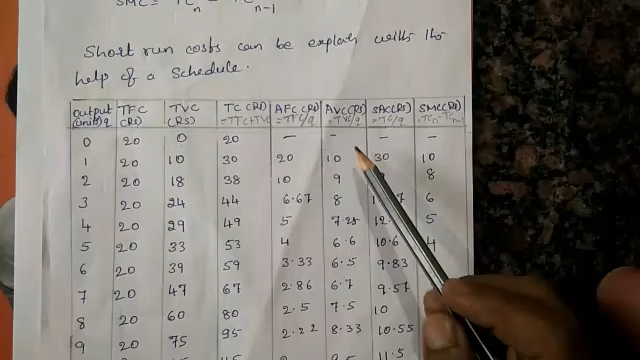 SMC = TCn - TCn-1
Short run costs can be explain with the
help of a Schedule.
output (units) q TFC (RS) TVC (RS) TC (RS) =TFC+TVC AFC (RS) =TFC/q AVC (RS) =TVC/q SAC (RS) =TC/q SMC (RS) =TCn-TCn-1
0 20 0 20 — — — —
1 20 10 30 20 10 30 10
2 20 18 38 10 9 8
3 20 24 44 6.67 8 6
4 20 29 49 5 7.25 12. 5
5 20 33 53 4 6.6 10.6 4
6 20 39 59 3.33 6.5 9.83
7 20 47 67 2.86 6.7 9.57
8 20 60 80 2.5 7.5 10
9 20 75 95 2.22 8.33 10.55
11.5